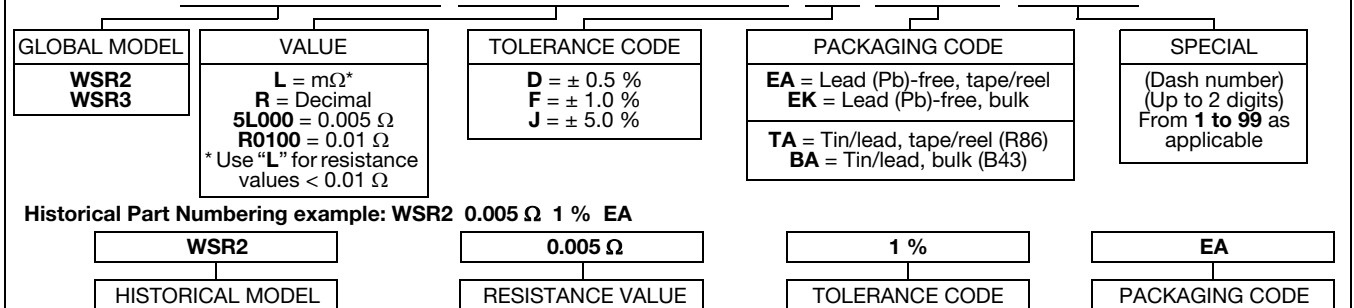 GLOBAL MODEL
WSR2
WSR3
VALUE
L = mΩ*
R = Decimal
5L000 = 0.005 Ω
R0100 = 0.01 Ω
* Use “L” for resistance
values < 0.01 Ω
TOLERANCE CODE
D = ± 0.5 %
F = ± 1.0 %
J = ± 5.0 %
PACKAGING CODE
EA = Lead (Pb)-free, tape/reel
EK = Lead (Pb)-free, bulk
TA = Tin/lead, tape/reel (R86)
BA = Tin/lead, bulk (B43)
SPECIAL
(Dash number)
(Up to 2 digits)
From 1 to 99 as
applicable
Historical Part Numbering example: WSR2 0.005 Ω 1 % EA
WSR2
0.005 Ω
1 %
EA
HISTORICAL MODEL
RESISTANCE VALUE
TOLERANCE CODE
PACKAGING CODE